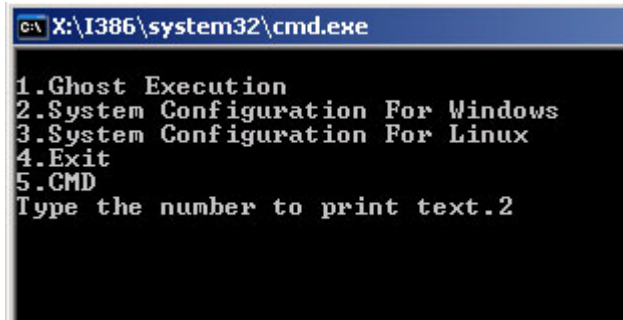 X:\I386\system32\cmd.exe
1.Ghost Execution
2.System Configuration For Windows
3.System Configuration For Linux
4.Exit
5.CMD
Type the number to print text.2